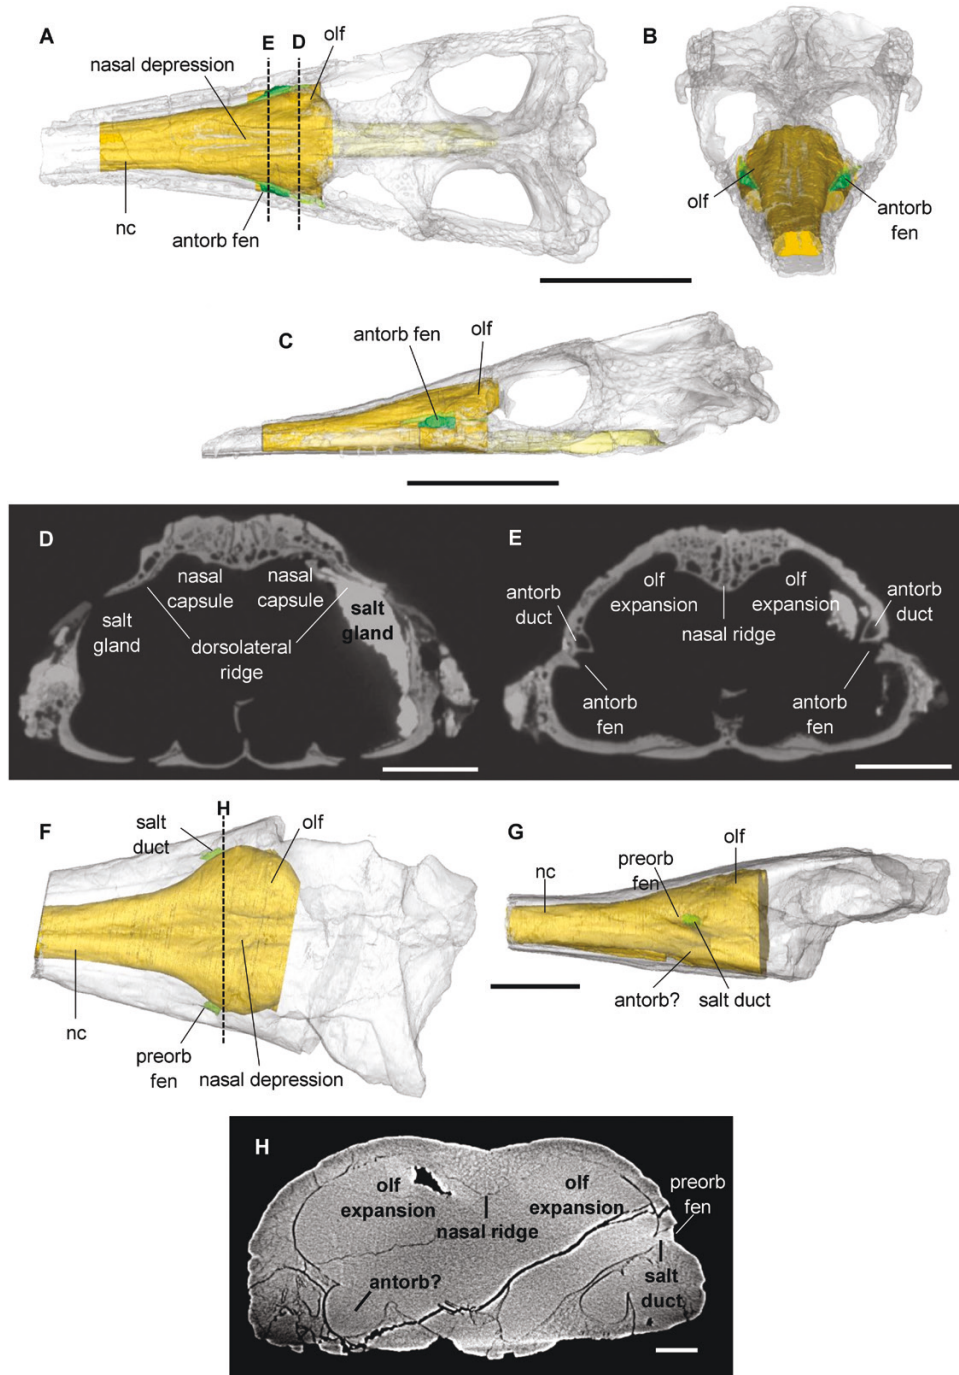 A
E
D
olf
nasal depression
nc
antorb fen
B
olf
antorb
fen
C
antorb fen
olf
D
nasal
capsule
nasal
capsule
salt
gland
salt
gland
dorsolateral
ridge
E
olf
expansion
olf
expansion
antorb
duct
antorb
duct
nasal ridge
antorb
fen
antorb
fen
F
salt
duct
H
olf
nc
preorb
fen
nasal depression
G
nc
preorb
fen
olf
antorb?
salt duct
H
olf
expansion
olf
expansion
preorb
fen
nasal ridge
antorb?
salt
duct